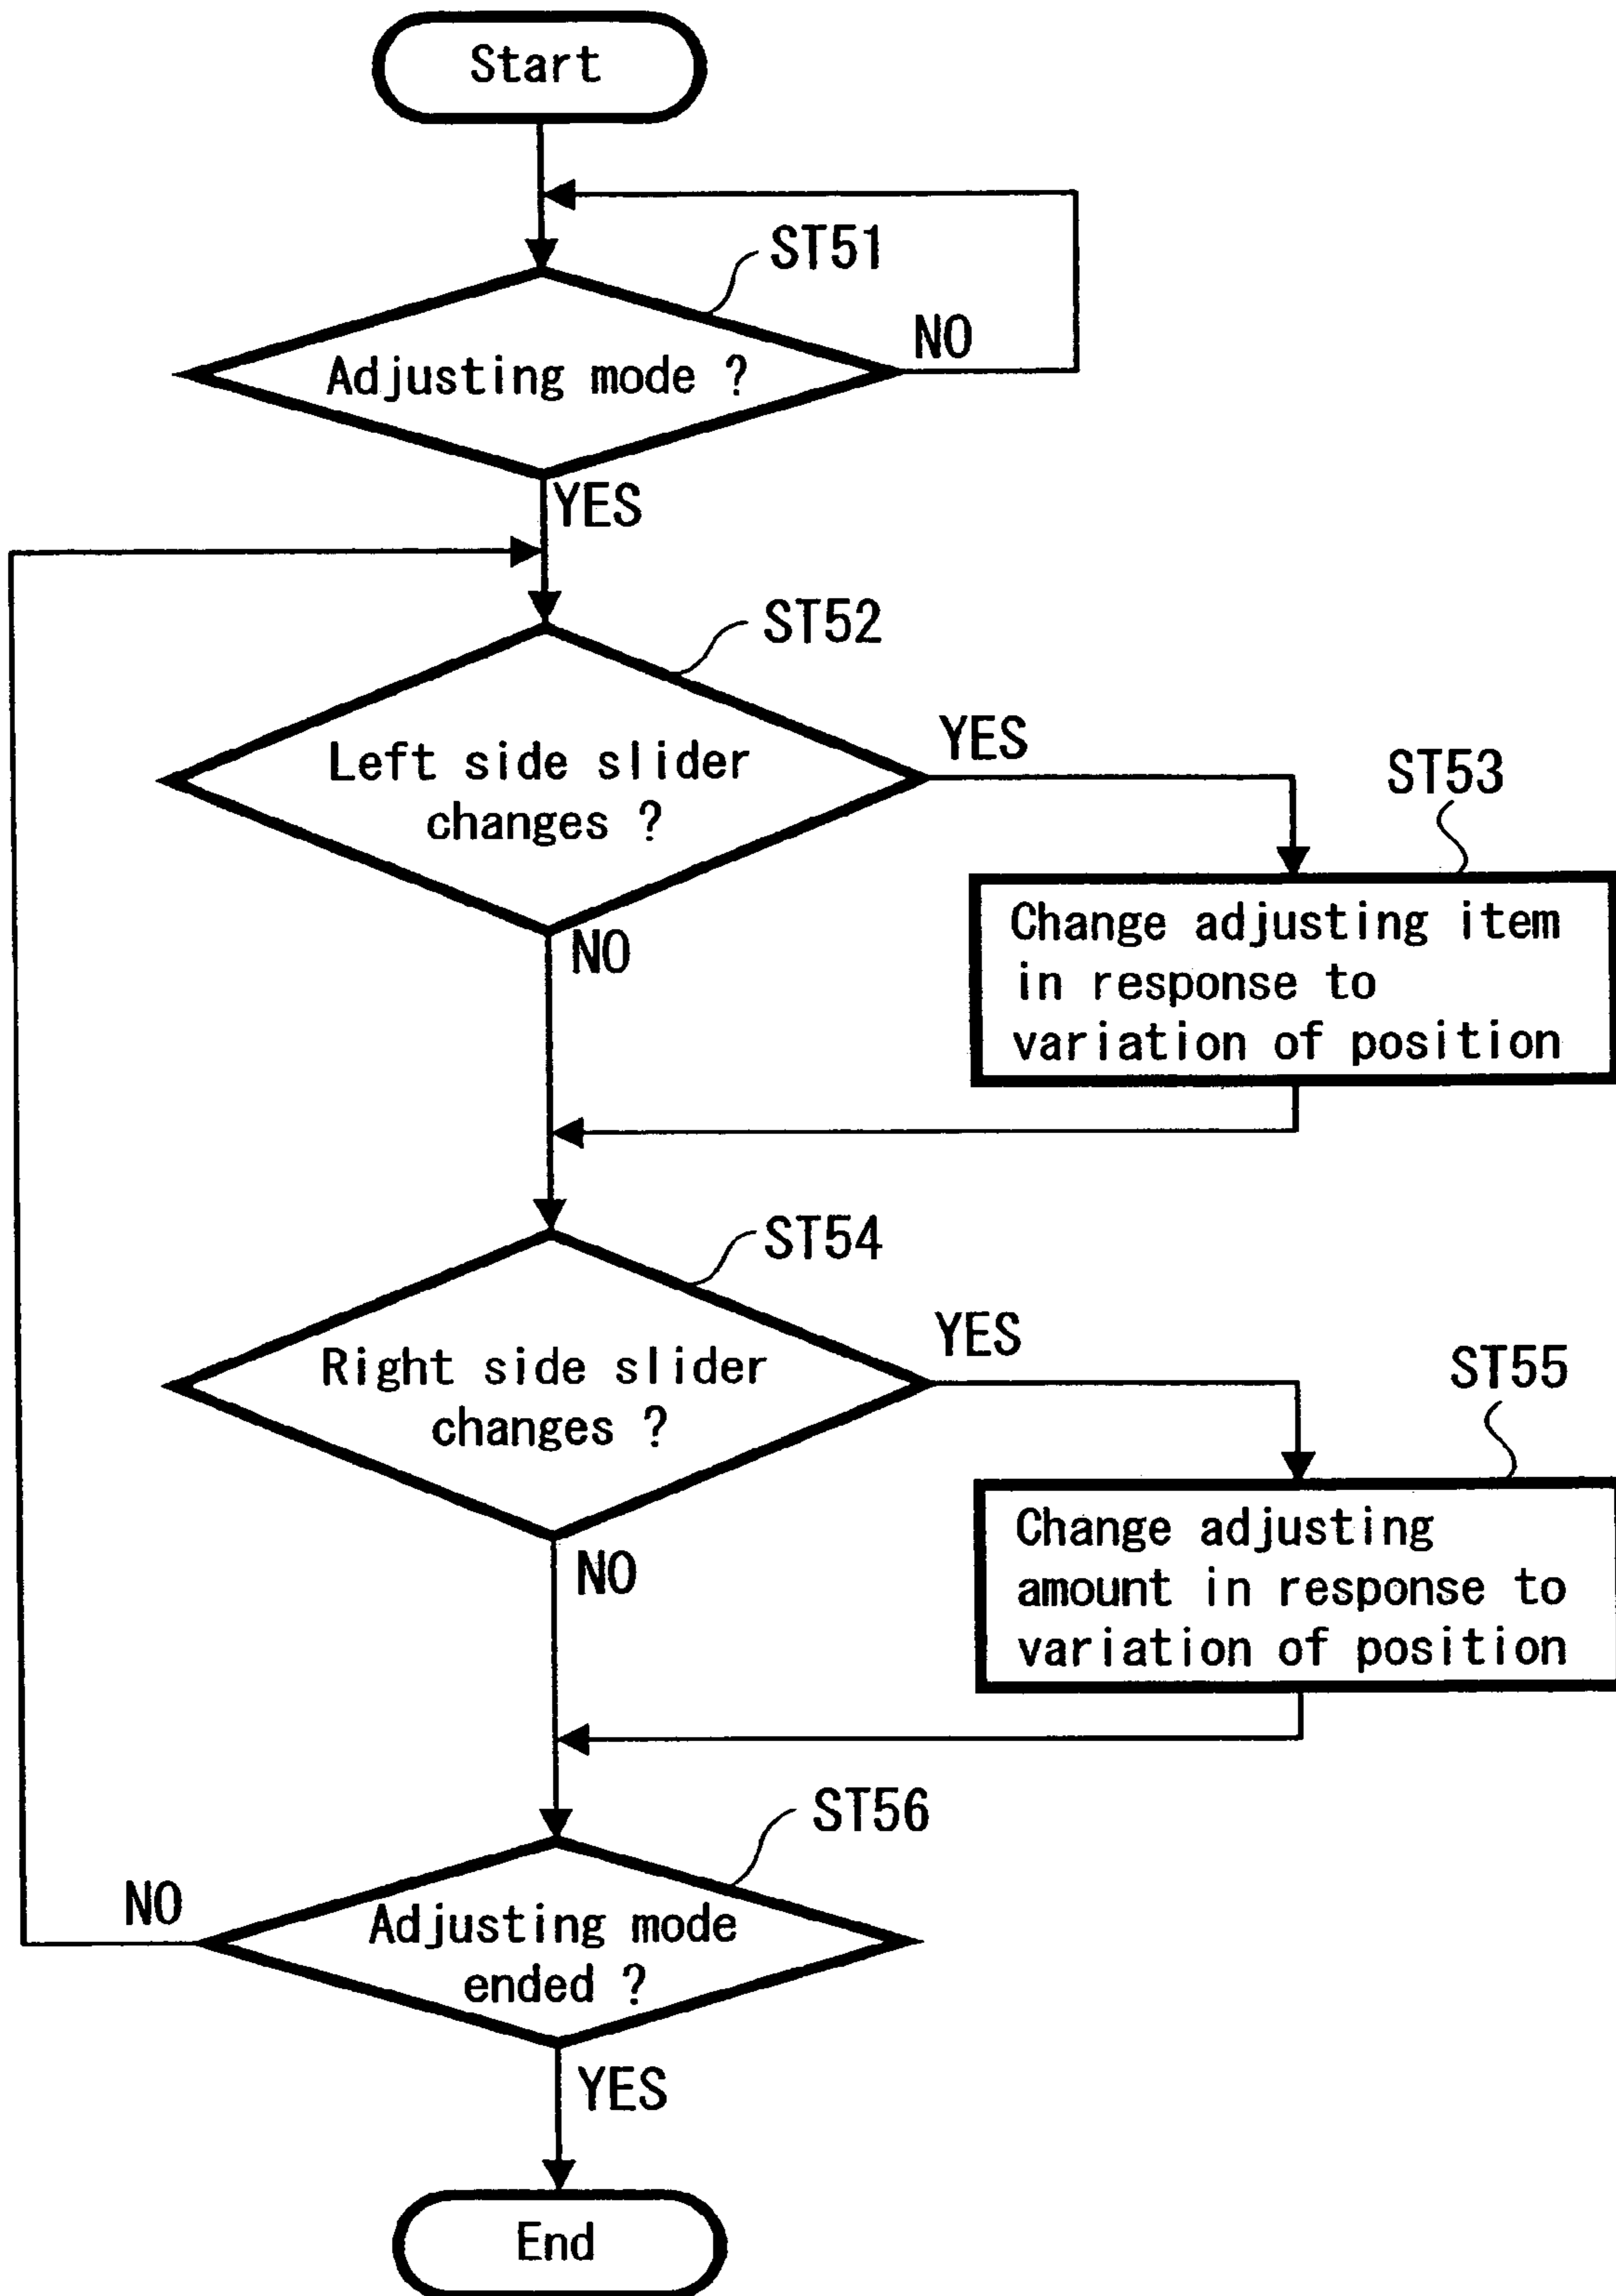 Start
ST51
Adjusting mode ?
NO
YES
ST52
Left side slider
changes ?
YES
NO
ST53
Change adjusting item
in response to
variation of position
ST54
Right side slider
changes ?
YES
NO
ST55
Change adjusting
amount in response to
variation of position
ST56
Adjusting mode
ended ?
NO
YES
End